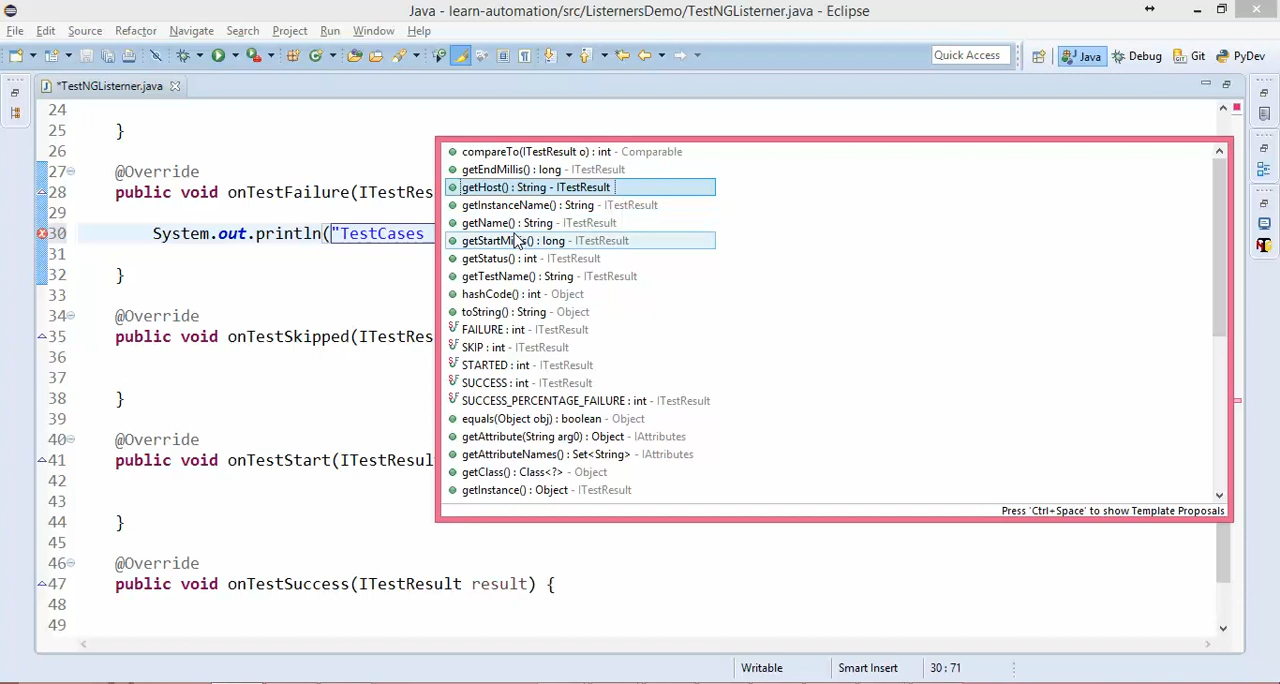 Java - learn-automation/src/ListernersDemo/TestNGListerner.java - Eclipse
File Edit Source Refactor Navigate Search Project Run Window Help
Quick Access Java Debug Git PyDev
*TestNGListerner.java
24
25 }
26
27 @Override
28 public void onTestFailure(ITestRes
29
30 System.out.println("TestCases
31
32 }
33
34 @Override
35 public void onTestSkipped(ITestRes
36
37
38 }
39
40 @Override
41 public void onTestStart(ITestResul
42
43
44 }
45
46 @Override
47 public void onTestSuccess(ITestResult result) {
48
49
compareTo(ITestResult o) : int - Comparable
getEndMillis() : long - ITestResult
getHost() : String - ITestResult
getInstanceName() : String - ITestResult
getName() : String - ITestResult
getStartMillis() : long - ITestResult
getStatus() : int - ITestResult
getTestName() : String - ITestResult
hashCode() : int - Object
toString() : String - Object
FAILURE : int - ITestResult
SKIP : int - ITestResult
STARTED : int - ITestResult
SUCCESS : int - ITestResult
SUCCESS_PERCENTAGE_FAILURE : int - ITestResult
equals(Object obj) : boolean - Object
getAttribute(String arg0) : Object - IAttributes
getAttributeNames() : Set<String> - IAttributes
getClass() : Class<?> - Object
getInstance() : Object - ITestResult
Press 'Ctrl+Space' to show Template Proposals
Writable Smart Insert 30 : 71